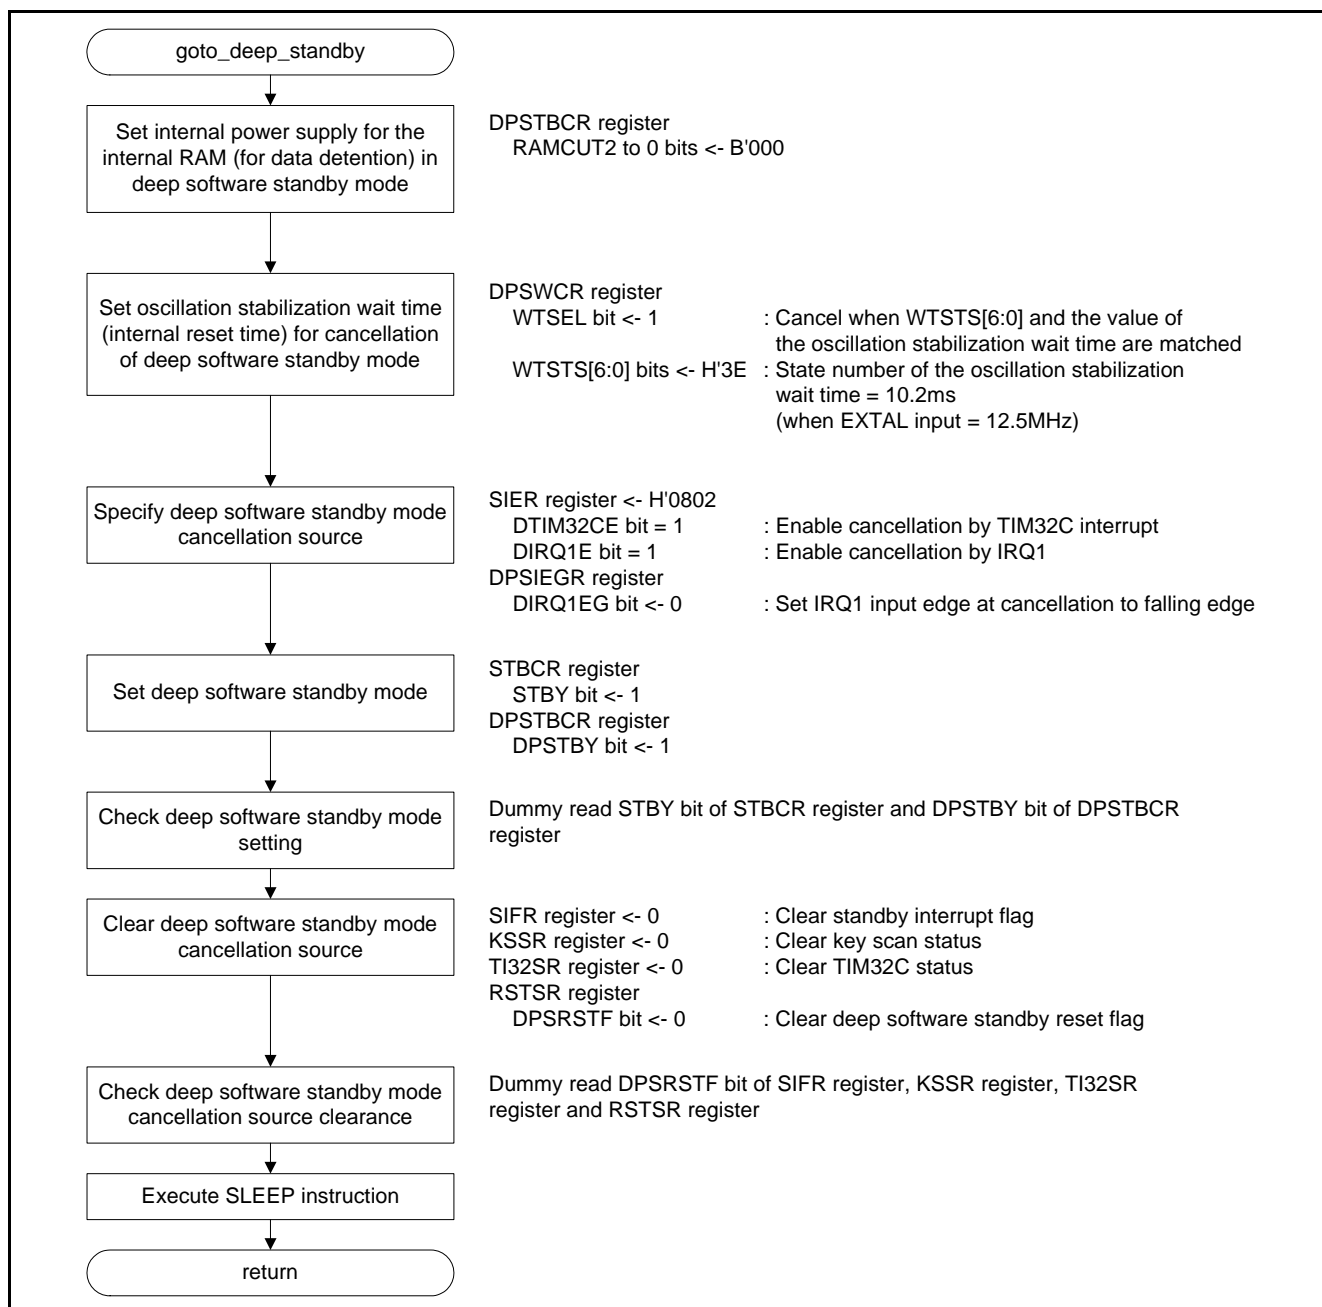 goto_deep_standby
Set internal power supply for the
internal RAM (for data detention) in
deep software standby mode
DPSTBCR register
RAMCUT2 to 0 bits <- B'000
Set oscillation stabilization wait time
(internal reset time) for cancellation
of deep software standby mode
DPSWCR register
WTSEL bit <- 1 : Cancel when WTSTS[6:0] and the value of
the oscillation stabilization wait time are matched
WTSTS[6:0] bits <- H'3E : State number of the oscillation stabilization
wait time = 10.2ms
(when EXTAL input = 12.5MHz)
Specify deep software standby mode
cancellation source
SIER register <- H'0802
DTIM32CE bit = 1 : Enable cancellation by TIM32C interrupt
DIRQ1E bit = 1 : Enable cancellation by IRQ1
DPSIEGR register
DIRQ1EG bit <- 0 : Set IRQ1 input edge at cancellation to falling edge
Set deep software standby mode
STBCR register
STBY bit <- 1
DPSTBCR register
DPSTBY bit <- 1
Check deep software standby mode
setting
Dummy read STBY bit of STBCR register and DPSTBY bit of DPSTBCR
register
Clear deep software standby mode
cancellation source
SIFR register <- 0 : Clear standby interrupt flag
KSSR register <- 0 : Clear key scan status
TI32SR register <- 0 : Clear TIM32C status
RSTSR register
DPSRSTF bit <- 0 : Clear deep software standby reset flag
Check deep software standby mode
cancellation source clearance
Dummy read DPSRSTF bit of SIFR register, KSSR register, TI32SR
register and RSTSR register
Execute SLEEP instruction
return